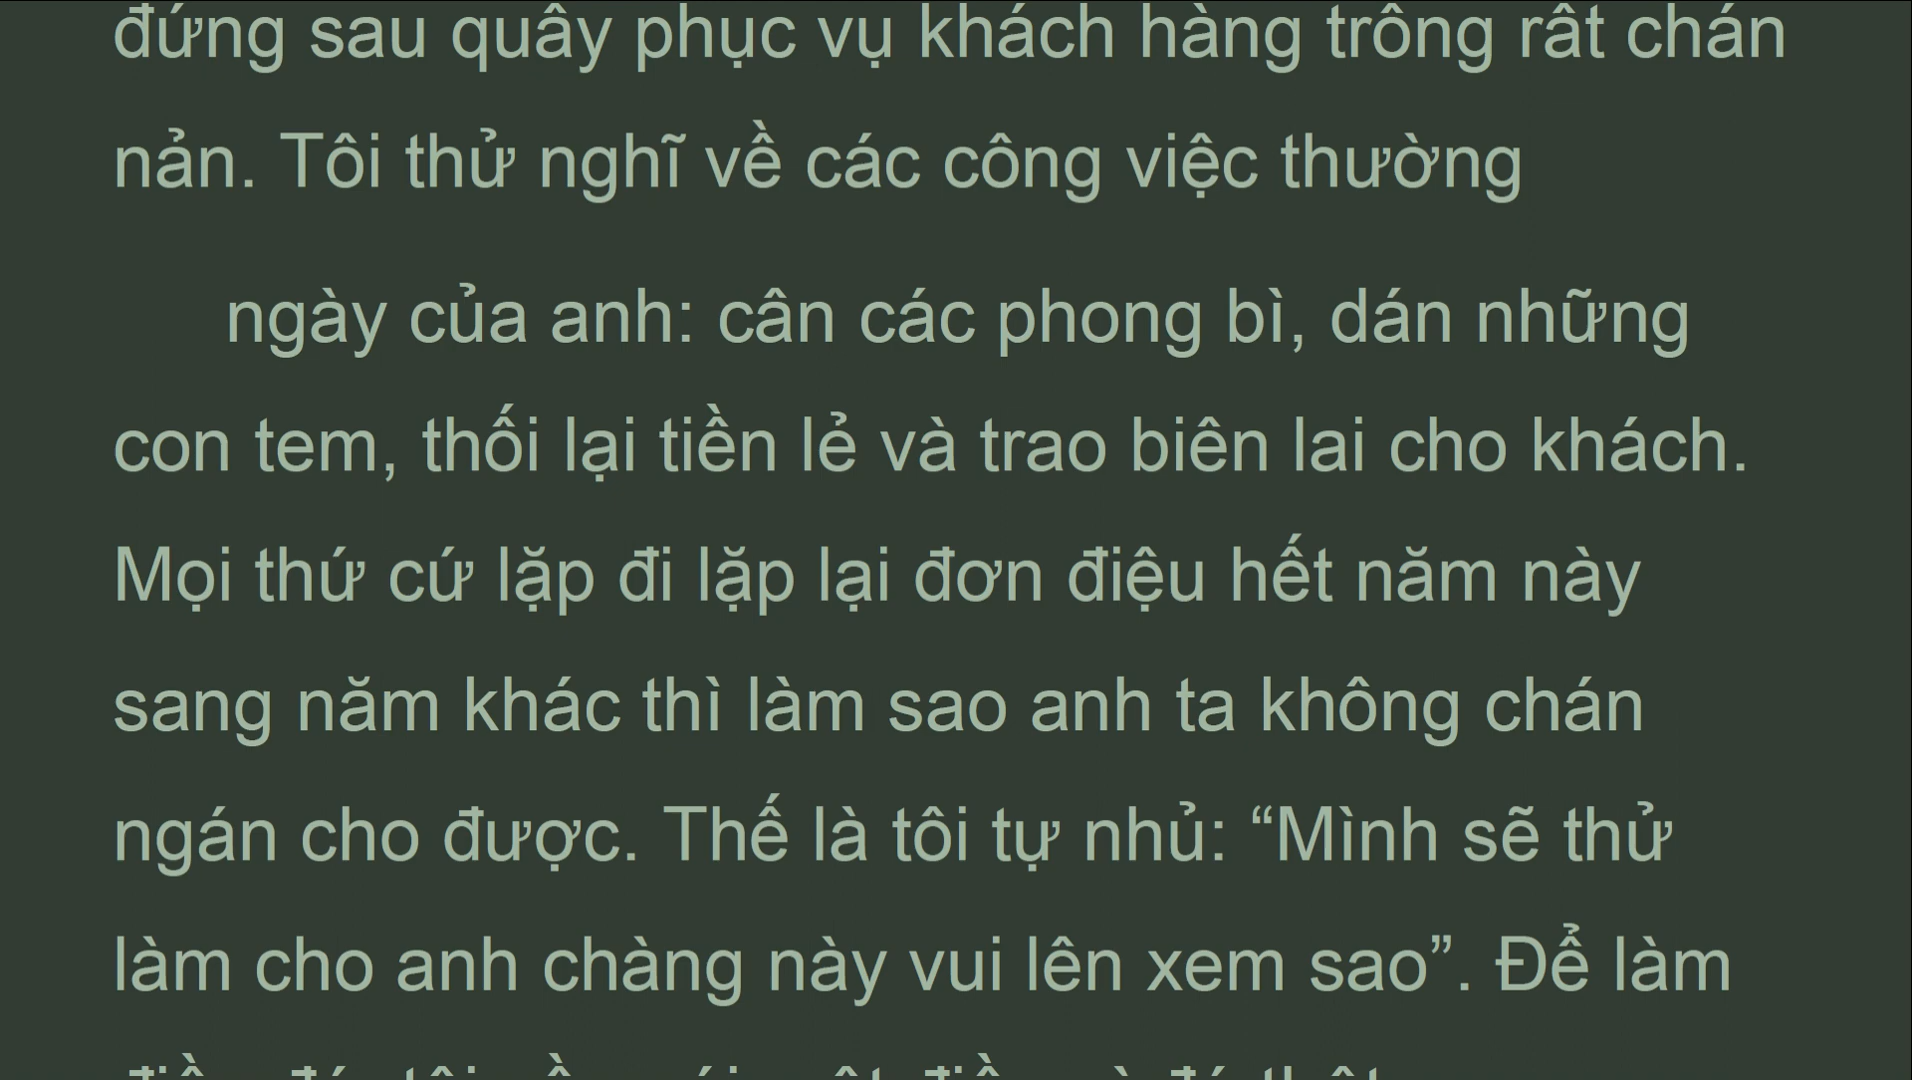 đứng sau quầy phục vụ khách hàng trông rất chán
nản. Tôi thử nghĩ về các công việc thường
ngày của anh: cân các phong bì, dán những
con tem, thối lại tiền lẻ và trao biên lai cho khách.
Mọi thứ cứ lặp đi lặp lại đơn điệu hết năm này
sang năm khác thì làm sao anh ta không chán
ngán cho được. Thế là tôi tự nhủ: “Mình sẽ thử
làm cho anh chàng này vui lên xem sao”. Để làm